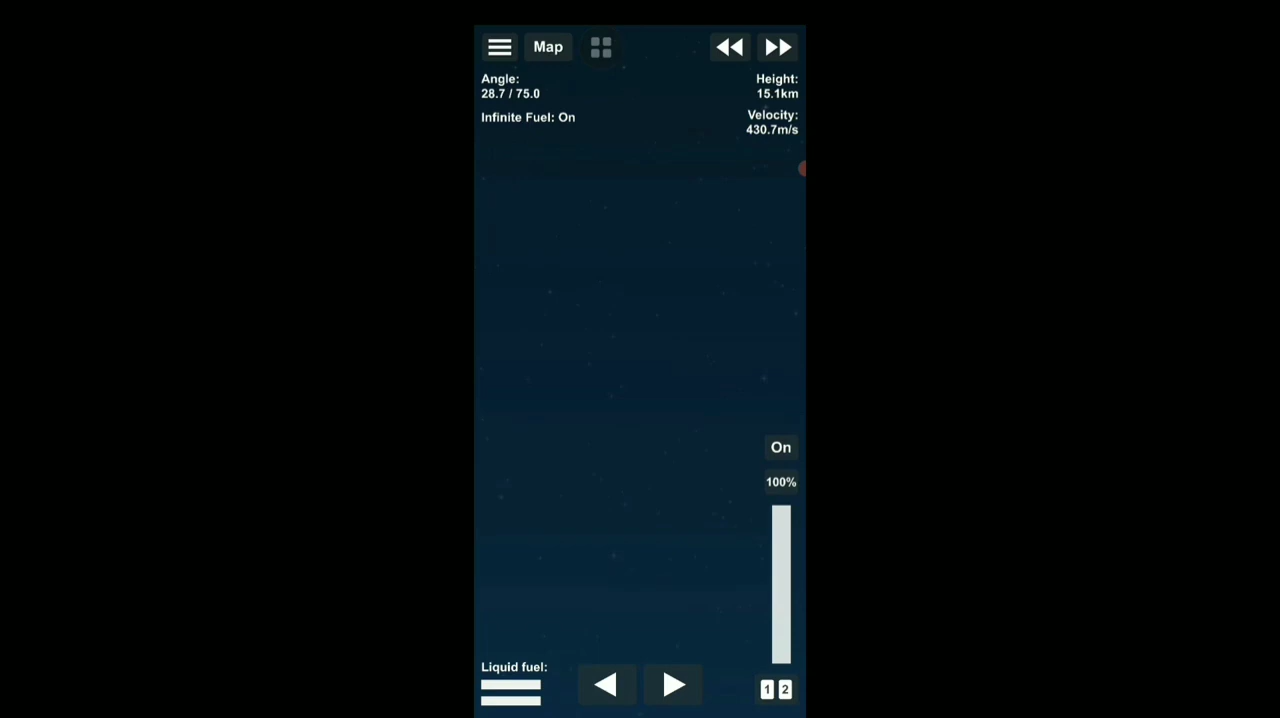 Map
Angle:
28.7 / 75.0
Infinite Fuel: On
Height:
15.1km
Velocity:
430.7m/s
On
100%
Liquid fuel:
1 2